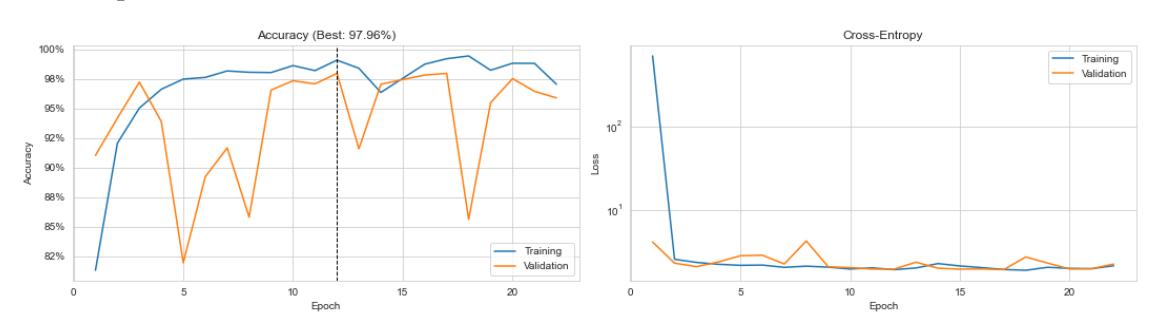 Accuracy (Best: 97.96%)
100%
98%
95%
92%
90%
88%
85%
82%
Accuracy
0 5 10 15 20
Epoch
Training
Validation
Cross-Entropy
10²
10¹
Loss
0 5 10 15 20
Epoch
Training
Validation